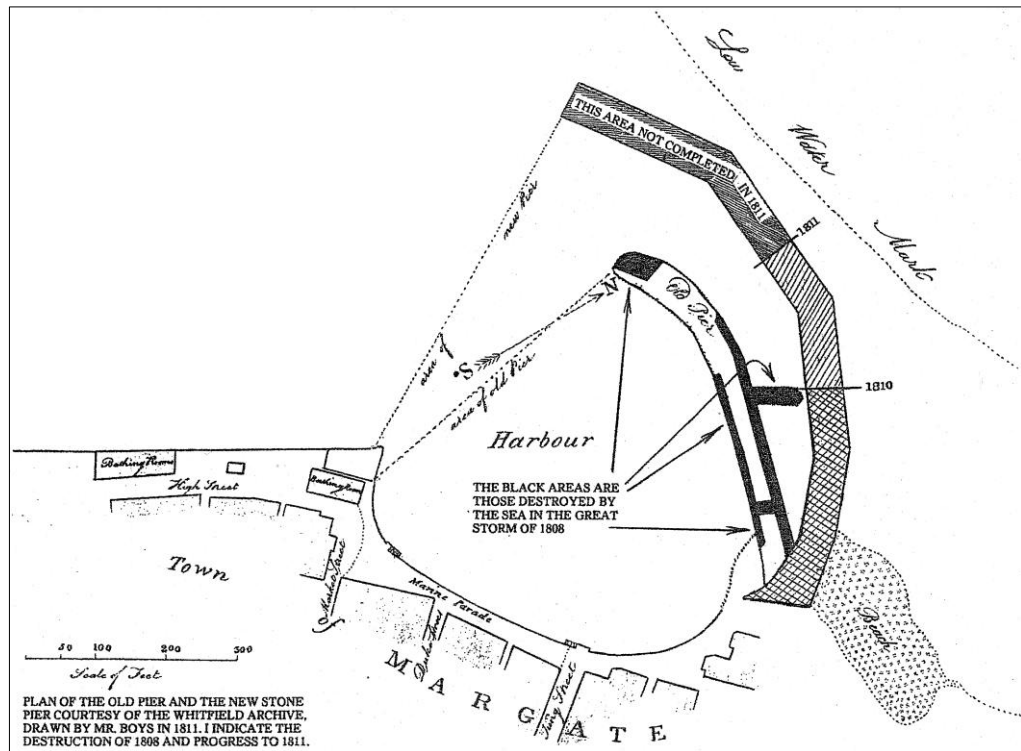 Low
Water
Mark
THIS AREA NOT COMPLETED IN 1811
1811
new Pier
area of
N
S
Old Pier
area of old Pier
1810
Harbour
Bathing Rooms
High Street
Bathing Room
THE BLACK AREAS ARE
THOSE DESTROYED BY
THE SEA IN THE GREAT
STORM OF 1808
Town
Market Street
Marine Parade
Duke Street
Beach
MARGATE
50 100 200 300
Scale of Feet
PLAN OF THE OLD PIER AND THE NEW STONE
PIER COURTESY OF THE WHITFIELD ARCHIVE,
DRAWN BY MR. BOYS IN 1811. I INDICATE THE
DESTRUCTION OF 1808 AND PROGRESS TO 1811.